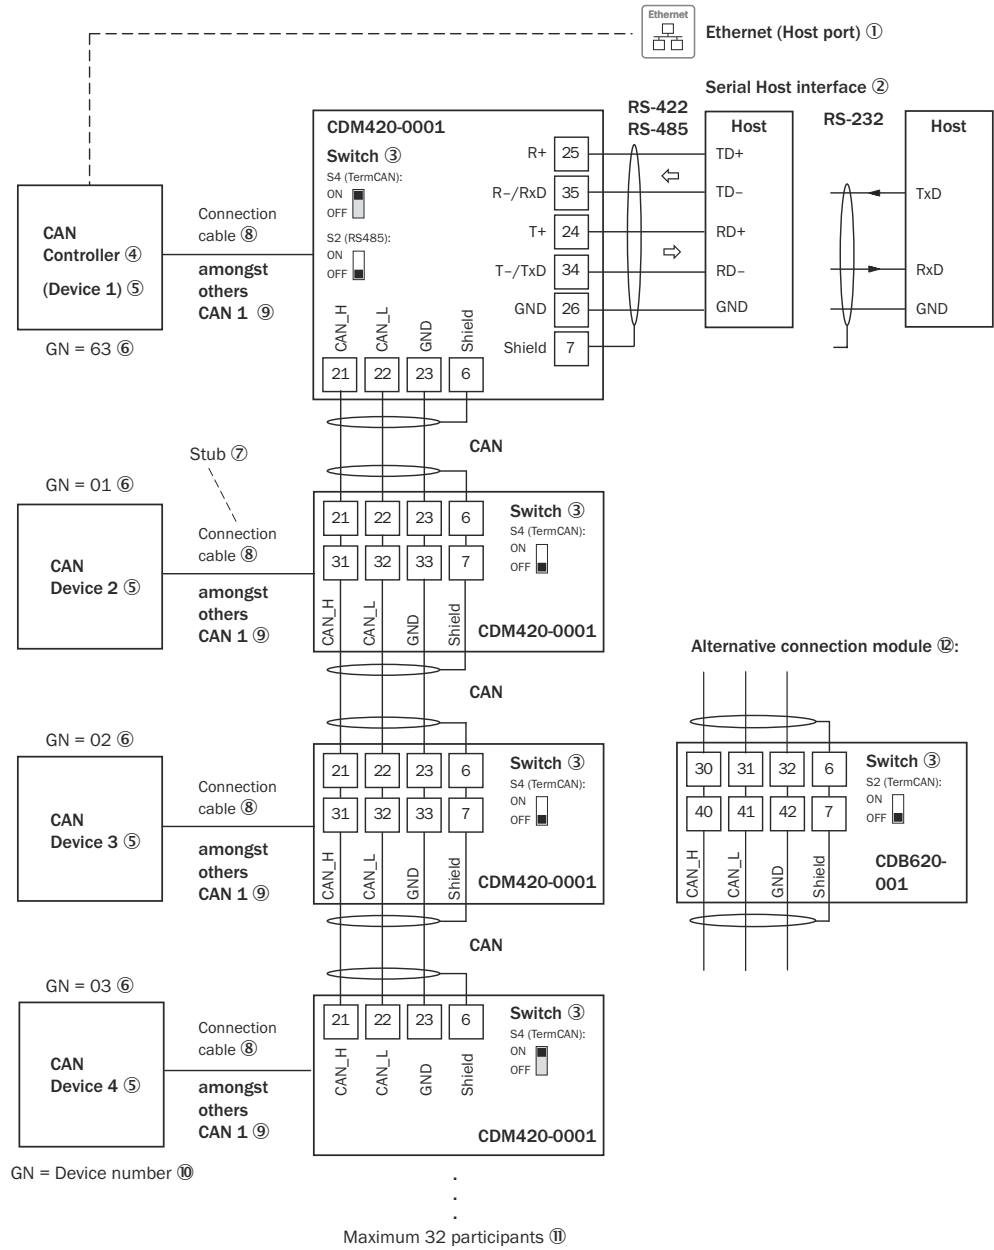 Ethernet
Ethernet (Host port) ①
Serial Host interface ②
RS-422
RS-485
RS-232
CDM420-0001
Switch ③
S4 (TermCAN):
ON
OFF
S2 (RS485):
ON
OFF
R+ 25
R–/RxD 35
T+ 24
T–/TxD 34
GND 26
Shield 7
Host
TD+
TD–
RD+
RD–
GND
Host
TxD
RxD
GND
CAN
Controller ④
(Device 1) ⑤
GN = 63 ⑥
Connection
cable ⑧
amongst
others
CAN 1 ⑨
CAN_H
CAN_L
GND
Shield
21 22 23 6
CAN
Stub ⑦
GN = 01 ⑥
CAN
Device 2 ⑤
Connection
cable ⑧
amongst
others
CAN 1 ⑨
21 22 23 6
31 32 33 7
CAN_H
CAN_L
GND
Shield
Switch ③
S4 (TermCAN):
ON
OFF
CDM420-0001
CAN
GN = 02 ⑥
CAN
Device 3 ⑤
Connection
cable ⑧
amongst
others
CAN 1 ⑨
21 22 23 6
31 32 33 7
CAN_H
CAN_L
GND
Shield
Switch ③
S4 (TermCAN):
ON
OFF
CDM420-0001
CAN
Alternative connection module ⑫:
30 31 32 6
40 41 42 7
CAN_H
CAN_L
GND
Shield
Switch ③
S2 (TermCAN):
ON
OFF
CDB620-
001
GN = 03 ⑥
CAN
Device 4 ⑤
Connection
cable ⑧
amongst
others
CAN 1 ⑨
21 22 23 6
CAN_H
CAN_L
GND
Shield
Switch ③
S4 (TermCAN):
ON
OFF
CDM420-0001
GN = Device number ⑩
.
.
.
Maximum 32 participants ⑪